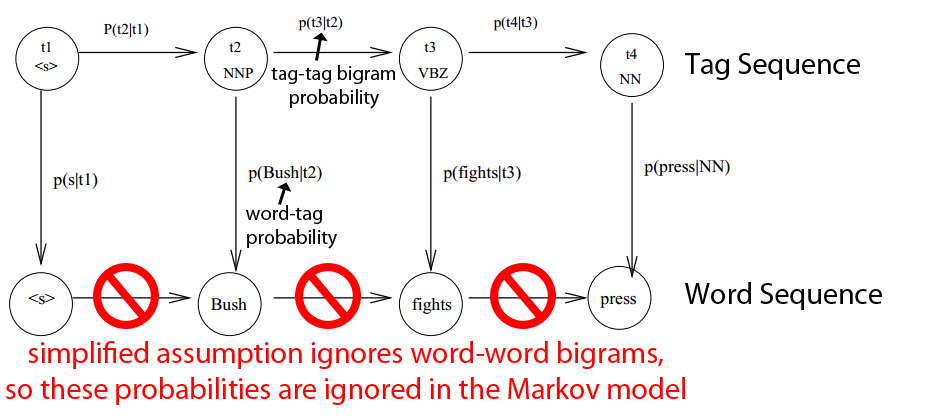 P(t2|t1)
p(t3|t2)
p(t4|t3)
t1
<s>
t2
NNP
t3
VBZ
t4
NN
Tag Sequence
tag-tag bigram
probability
p(s|t1)
p(Bush|t2)
p(fights|t3)
p(press|NN)
word-tag
probability
<s>
Bush
fights
press
Word Sequence
simplified assumption ignores word-word bigrams,
so these probabilities are ignored in the Markov model